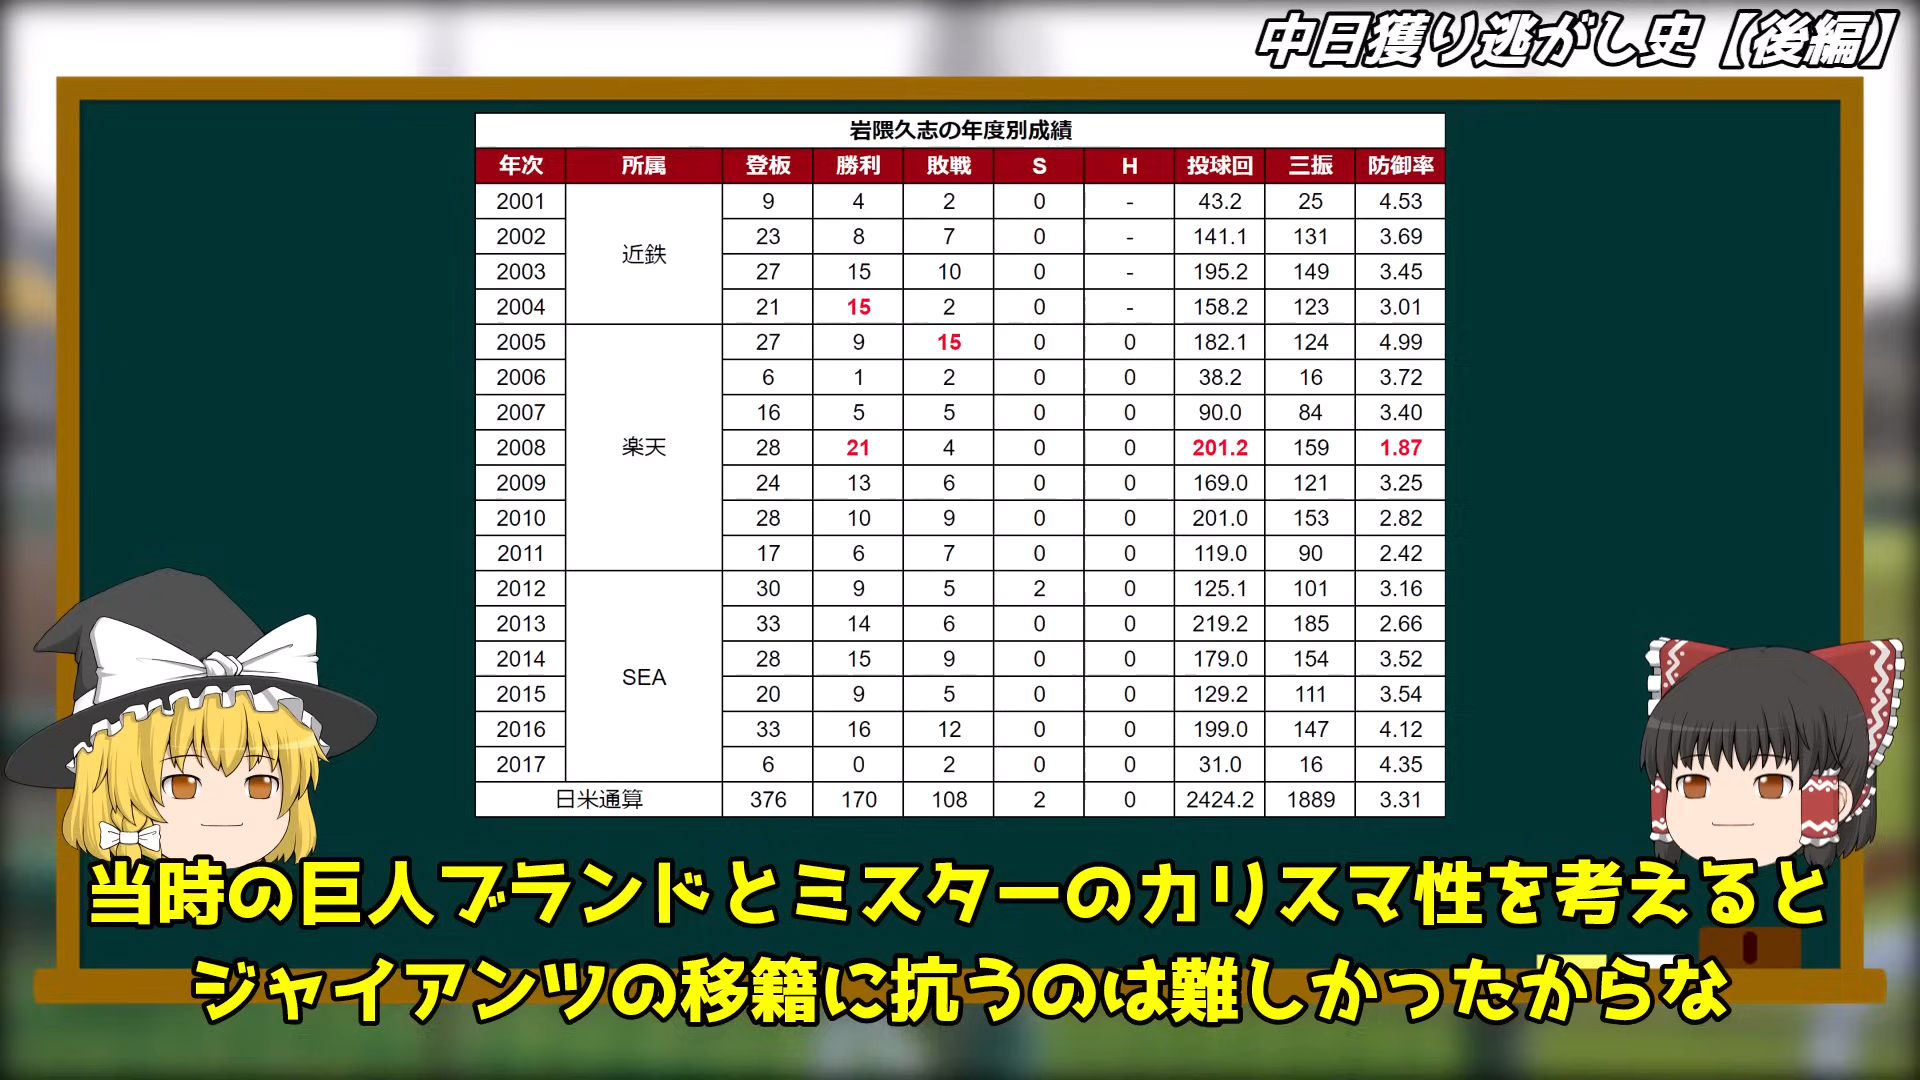 中日獲り逃がし史【後編】
岩隈久志の年度別成績
年次 所属 登板 勝利 敗戦 S H 投球回 三振 防御率
2001 近鉄 9 4 2 0 - 43.2 25 4.53
2002 23 8 7 0 - 141.1 131 3.69
2003 27 15 10 0 - 195.2 149 3.45
2004 21 15 2 0 - 158.2 123 3.01
2005 楽天 27 9 15 0 0 182.1 124 4.99
2006 6 1 2 0 0 38.2 16 3.72
2007 16 5 5 0 0 90.0 84 3.40
2008 28 21 4 0 0 201.2 159 1.87
2009 24 13 6 0 0 169.0 121 3.25
2010 28 10 9 0 0 201.0 153 2.82
2011 17 6 7 0 0 119.0 90 2.42
2012 SEA 30 9 5 2 0 125.1 101 3.16
2013 33 14 6 0 0 219.2 185 2.66
2014 28 15 9 0 0 179.0 154 3.52
2015 20 9 5 0 0 129.2 111 3.54
2016 33 16 12 0 0 199.0 147 4.12
2017 6 0 2 0 0 31.0 16 4.35
日米通算 376 170 108 2 0 2424.2 1889 3.31
当時の巨人ブランドとミスターのカリスマ性を考えると
ジャイアンツの移籍に抗うのは難しかったからな